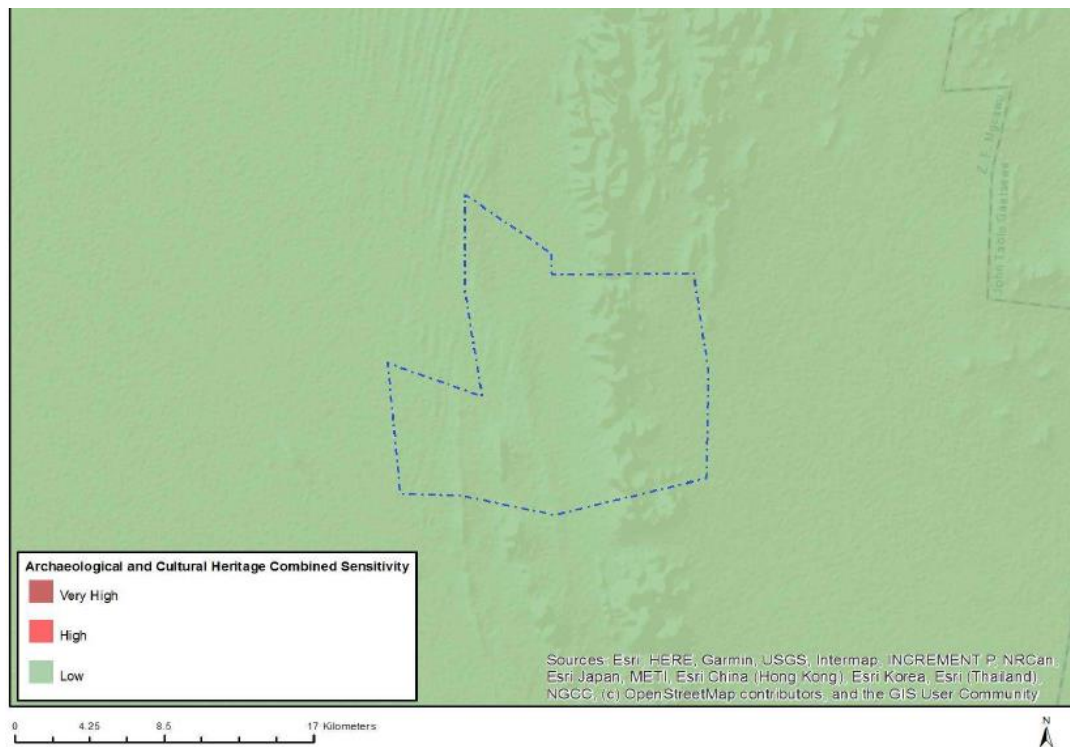 Z F Mgcawu
John Taolo Gaetsewe
Archaeological and Cultural Heritage Combined Sensitivity
Very High
High
Low
Sources: Esri, HERE, Garmin, USGS, Intermap, INCREMENT P, NRCan,
Esri Japan, METI, Esri China (Hong Kong), Esri Korea, Esri (Thailand),
NGCC, (c) OpenStreetMap contributors, and the GIS User Community
0 4.25 8.5 17 Kilometers
N